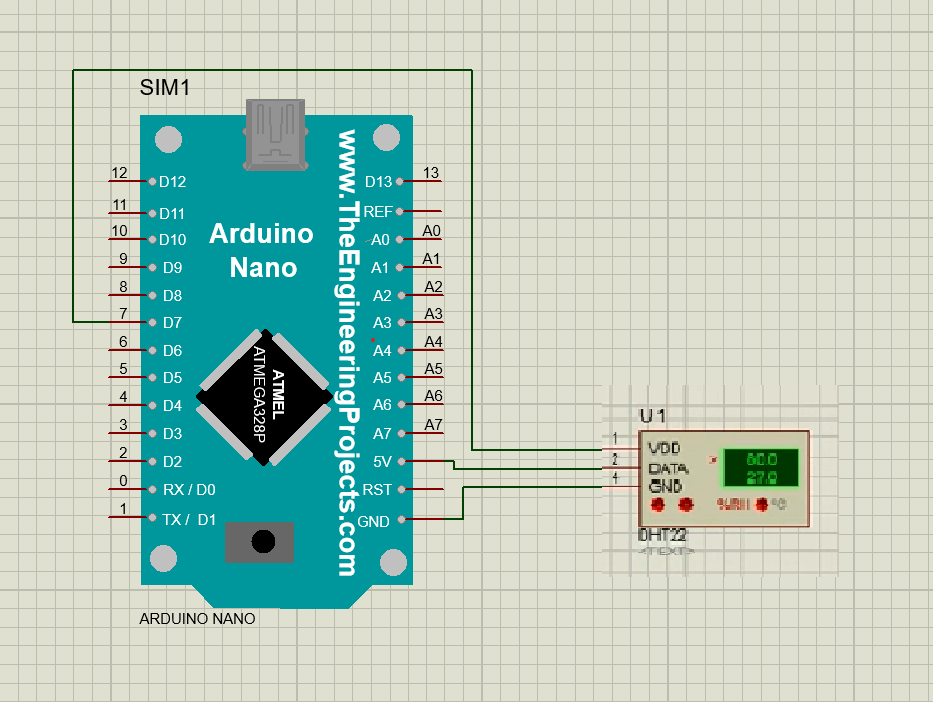 SIM1
12
D12
11
D11
10
D10
9
D9
8
D8
7
D7
6
D6
5
D5
4
D4
3
D3
2
D2
0
RX / D0
1
TX / D1
Arduino
Nano
ATMEL
ATMEGA328P
www.TheEngineeringProjects.com
D13
13
REF
A0
A0
A1
A1
A2
A2
A3
A3
A4
A4
A5
A5
A6
A6
A7
A7
5V
RST
GND
ARDUINO NANO
U1
1
VDD
2
DATA
4
GND
27.0
%RH
°C
DHT22
<TEXT>